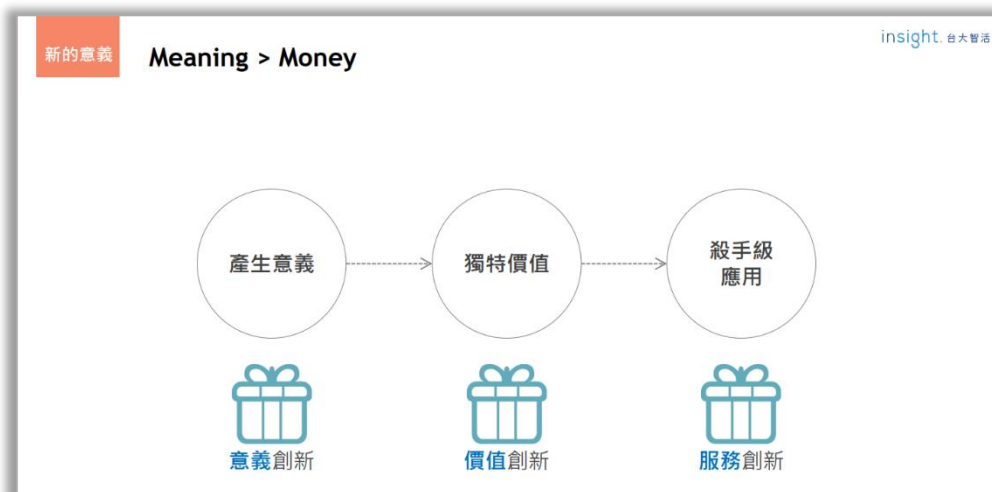 新的意義
Meaning > Money
insight. 台大智活
產生意義
獨特價值
殺手級
應用
意義創新
價值創新
服務創新